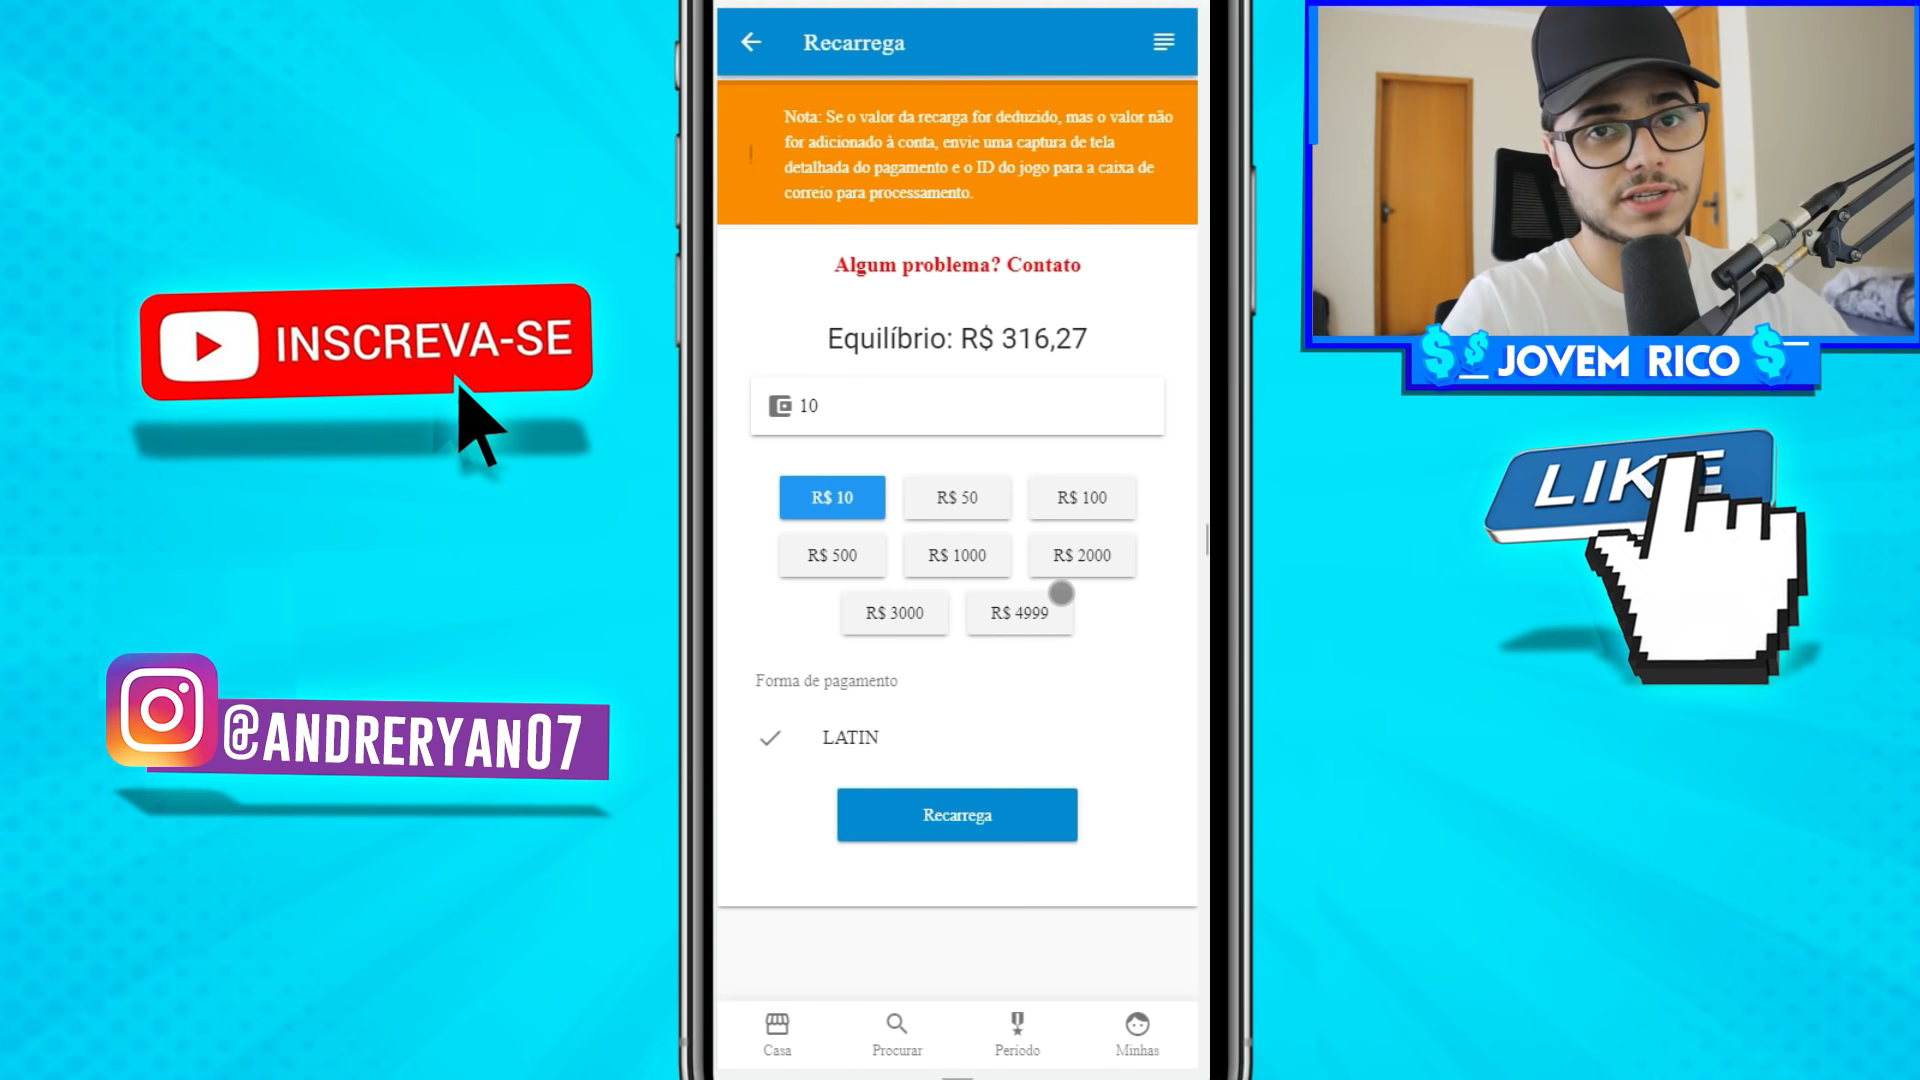 Recarrega
Nota: Se o valor da recarga for deduzido, mas o valor não
for adicionado à conta, envie uma captura de tela
detalhada do pagamento e o ID do jogo para a caixa de
correio para processamento.
Algum problema? Contato
Equilíbrio: R$ 316,27
10
R$ 10
R$ 50
R$ 100
R$ 500
R$ 1000
R$ 2000
R$ 3000
R$ 4999
Forma de pagamento
LATIN
Recarrega
Casa
Procurar
Período
Minhas
INSCREVA-SE
@ANDRERYAN07
$ $ JOVEM RICO $
LIKE